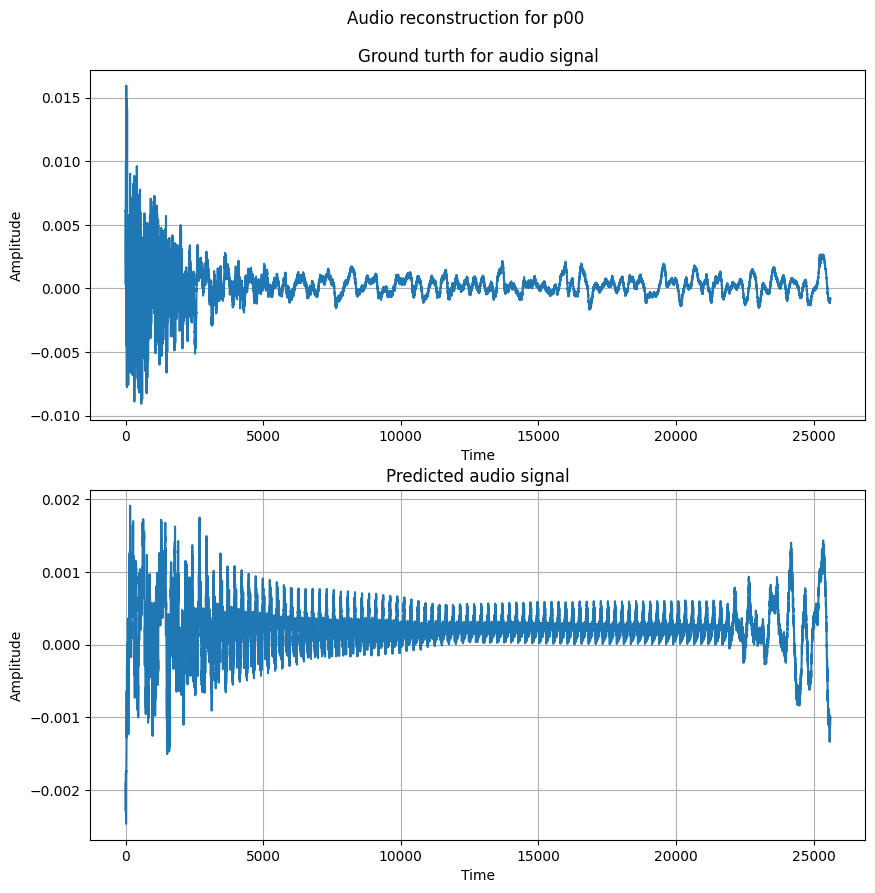 Audio reconstruction for p00
Ground turth for audio signal
0.015
0.010
0.005
0.000
−0.005
−0.010
Amplitude
0 5000 10000 15000 20000 25000
Time
Predicted audio signal
0.002
0.001
0.000
−0.001
−0.002
Amplitude
0 5000 10000 15000 20000 25000
Time